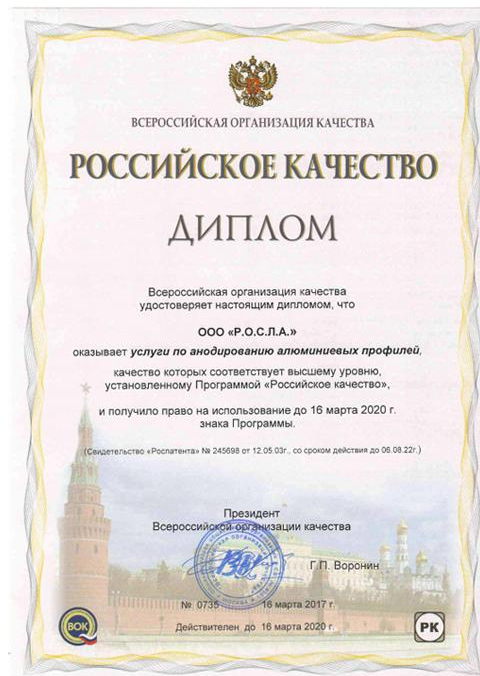 ВСЕРОССИЙСКАЯ ОРГАНИЗАЦИЯ КАЧЕСТВА
РОССИЙСКОЕ КАЧЕСТВО
ДИПЛОМ
Всероссийская организация качества
удостоверяет настоящим дипломом, что
ООО «Р.О.С.Л.А.»
оказывает услуги по анодированию алюминиевых профилей,
качество которых соответствует высшему уровню,
установленному Программой «Российское качество»,
и получило право на использование до 16 марта 2020 г.
знака Программы.
(Свидетельство «Роспатента» № 245698 от 12.05.03г., со сроком действия до 06.08.22г.)
Президент
Всероссийской организации качества
Г.П. Воронин
№ 0735 16 марта 2017 г.
Действителен до 16 марта 2020 г.
ВОК
РК